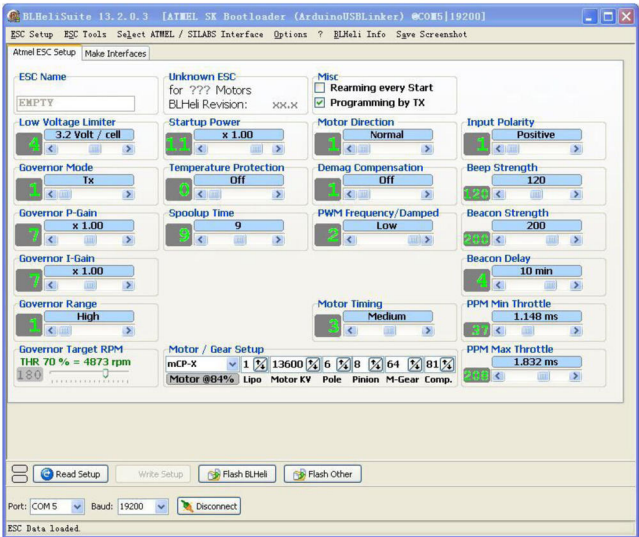 BLHeliSuite 13.2.0.3 [ATMEL SK Bootloader (ArduinoUSBLinker) @COM5|19200]
ESC Setup ESC Tools Select ATMEL / SILABS Interface Options ? BLHeli Info Save Screenshot
Atmel ESC Setup Make Interfaces
ESC Name Unknown ESC Misc
for ??? Motors Rearming every Start
EMPTY BLHeli Revision: xx.x Programming by TX
Low Voltage Limiter Startup Power Motor Direction Input Polarity
3.2 Volt / cell x 1.00 Normal Positive
4 11 1 1
Governor Mode Temperature Protection Demag Compensation Beep Strength
Tx Off Off 120
1 0 1 120
Governor P-Gain Spoolup Time PWM Frequency/Damped Beacon Strength
x 1.00 9 Low 200
7 9 2 200
Governor I-Gain Beacon Delay
x 1.00 10 min
7 4
Governor Range Motor Timing PPM Min Throttle
High Medium 1.148 ms
1 3 37
Governor Target RPM Motor / Gear Setup PPM Max Throttle
THR 70 % = 4873 rpm mCP-X 1 13600 6 8 64 81 1.832 ms
180 Motor @84% Lipo Motor KV Pole Pinion M-Gear Comp. 208
Read Setup Write Setup Flash BLHeli Flash Other
Port: COM 5 Baud: 19200 Disconnect
ESC Data loaded.